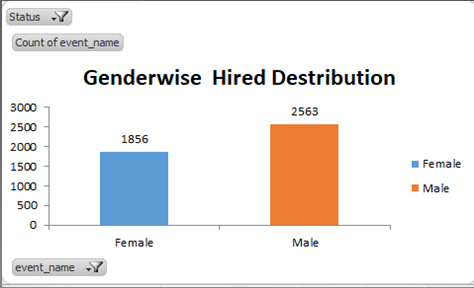 Status
Count of event_name
Genderwise  Hired Destribution
3000
2500
2000
1500
1000
500
0
1856
2563
Female
Male
Female
Male
event_name